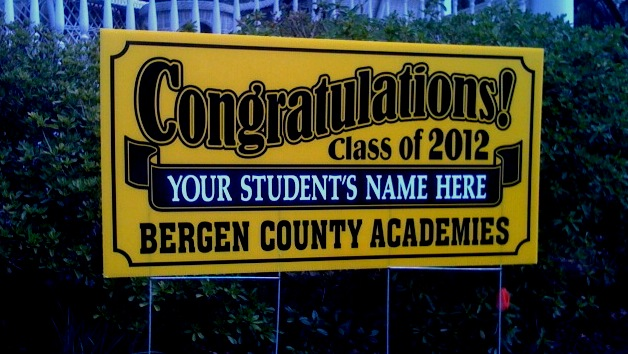 Congratulations!
Class of 2012
YOUR STUDENT'S NAME HERE
BERGEN COUNTY ACADEMIES